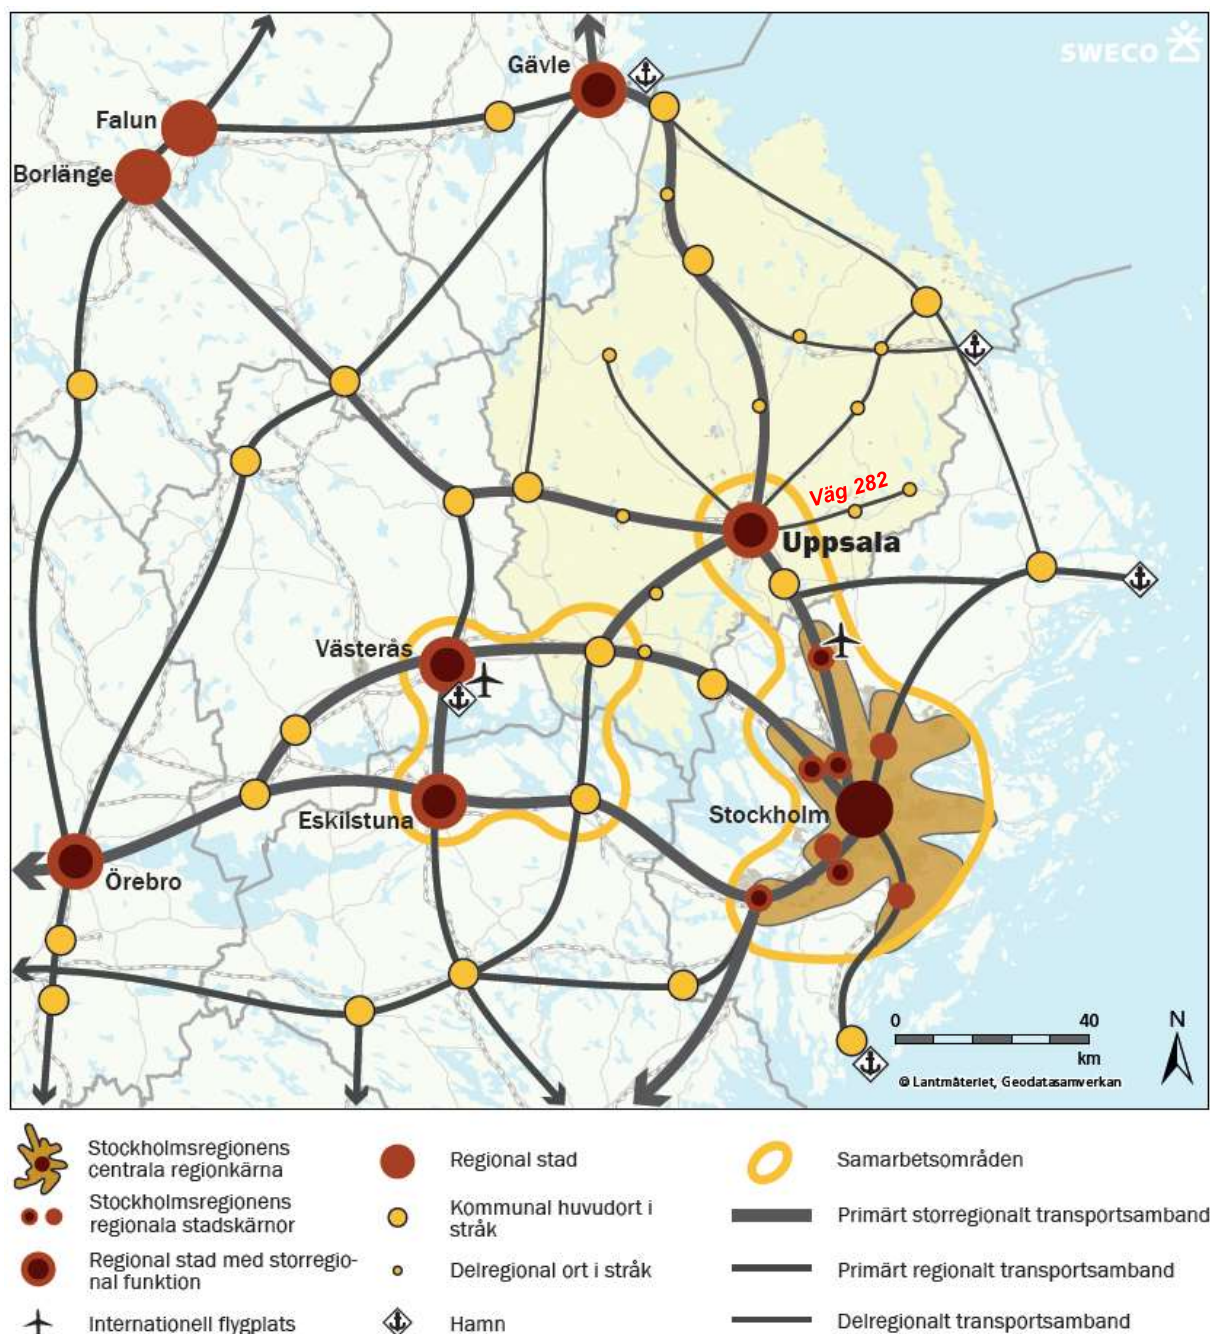 SWECO
Gävle
Falun
Borlänge
Väg 282
Uppsala
Västerås
Stockholm
Eskilstuna
Örebro
0 40
km
N
© Lantmäteriet, Geodatasamverkan
Stockholmsregionens
centrala regionkärna
Stockholmsregionens
regionala stadskärnor
Regional stad med storregio-
nal funktion
Internationell flygplats
Regional stad
Kommunal huvudort i
stråk
Delregional ort i stråk
Hamn
Samarbetsområden
Primärt storregionalt transportsamband
Primärt regionalt transportsamband
Delregionalt transportsamband